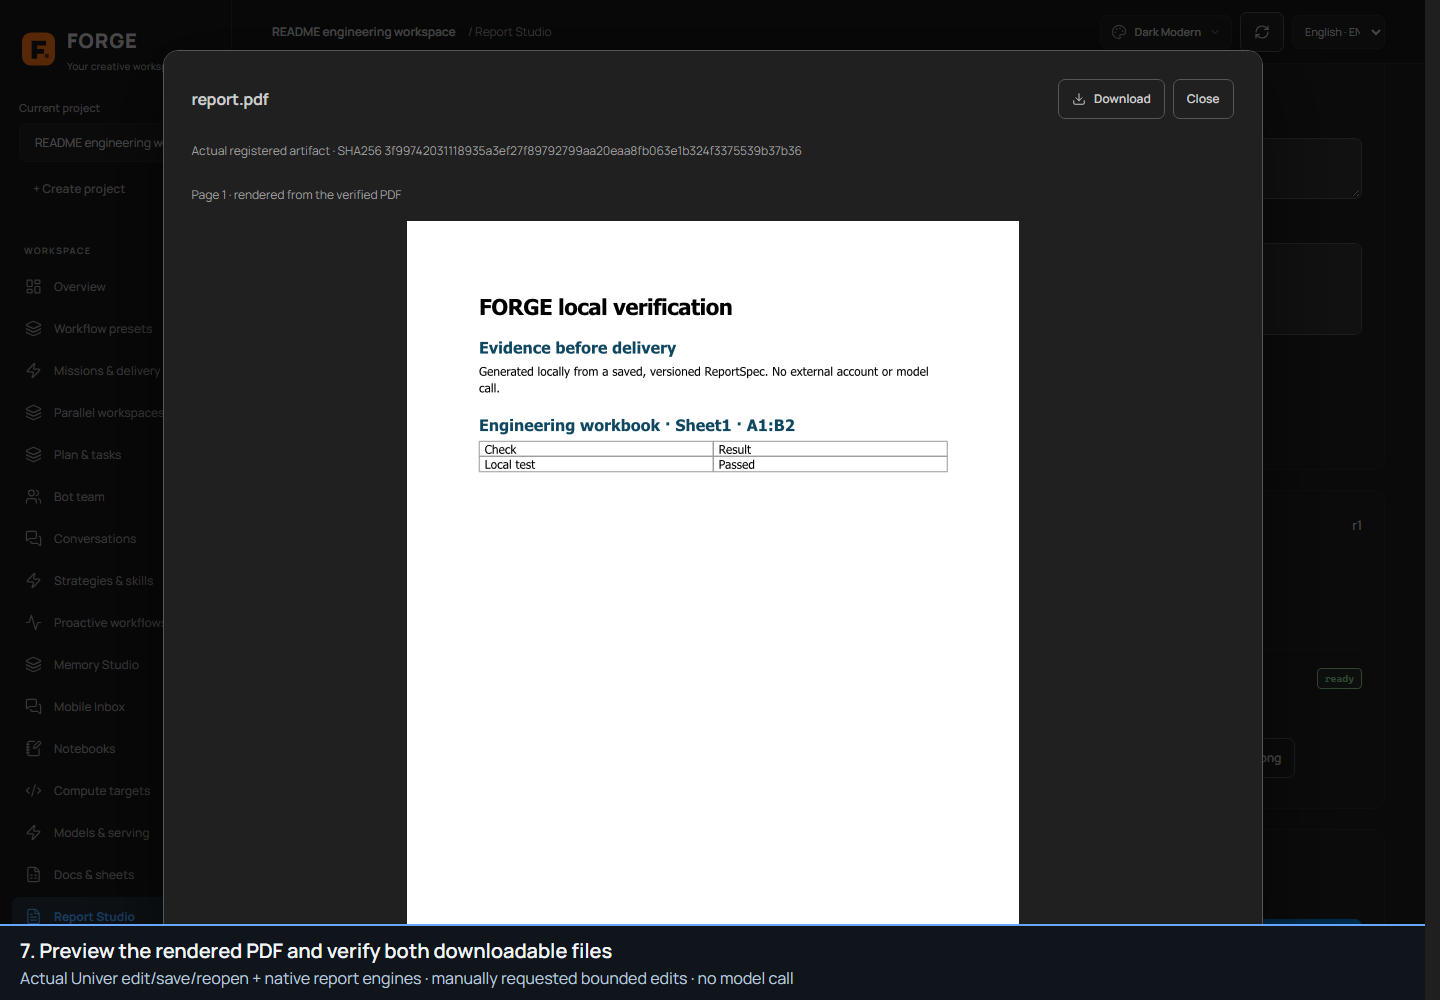 FORGE
Your creative works
README engineering workspace / Report Studio
Dark Modern
English · EN
Current project
README engineering w
+ Create project
WORKSPACE
Overview
Workflow presets
Missions & delivery
Parallel workspaces
Plan & tasks
Bot team
Conversations
Strategies & skills
Proactive workflows
Memory Studio
Mobile Inbox
Notebooks
Compute targets
Models & serving
Docs & sheets
Report Studio
report.pdf
Download
Close
Actual registered artifact · SHA256 3f99742031118935a3ef27f89792799aa20eaa8fb063e1b324f3375539b37b36
Page 1 · rendered from the verified PDF
FORGE local verification
Evidence before delivery
Generated locally from a saved, versioned ReportSpec. No external account or model
call.
Engineering workbook · Sheet1 · A1:B2
Check Result
Local test Passed
r1
ready
ong
7. Preview the rendered PDF and verify both downloadable files
Actual Univer edit/save/reopen + native report engines · manually requested bounded edits · no model call